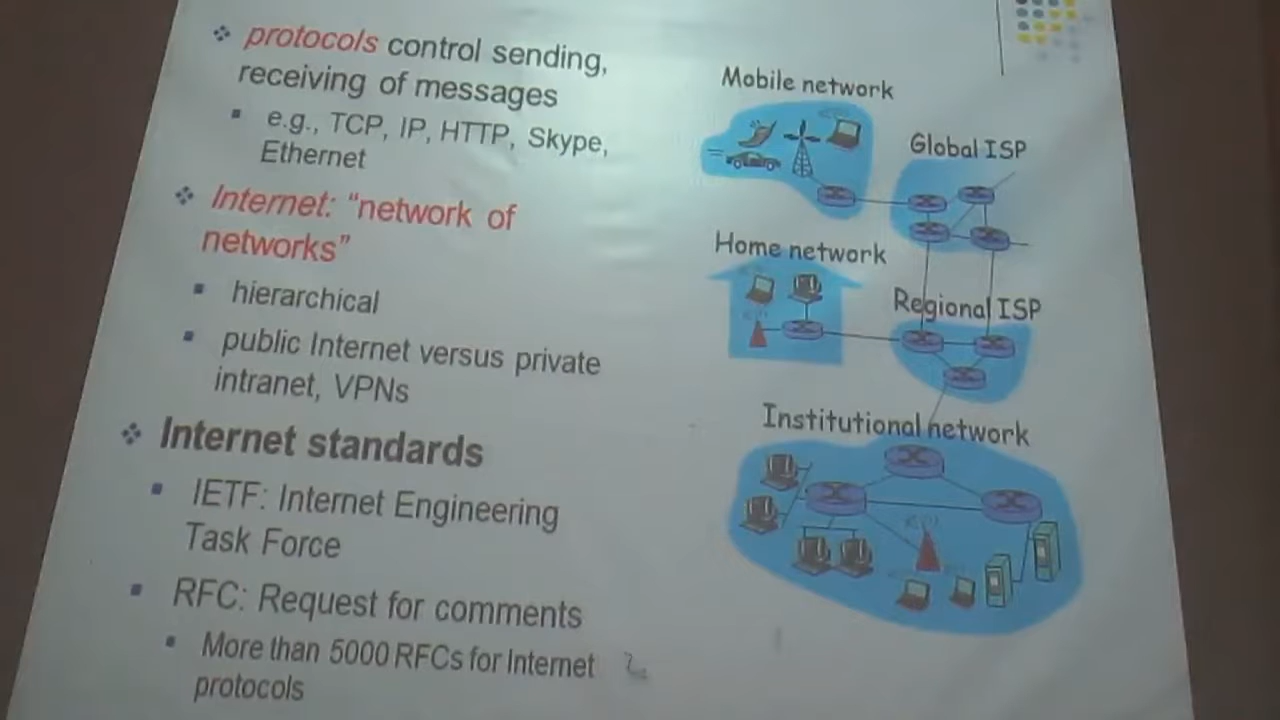 protocols control sending,
receiving of messages
e.g., TCP, IP, HTTP, Skype,
Ethernet
Internet: “network of
networks”
hierarchical
public Internet versus private
intranet, VPNs
Internet standards
IETF: Internet Engineering
Task Force
RFC: Request for comments
More than 5000 RFCs for Internet
protocols
Mobile network
Global ISP
Home network
Regional ISP
Institutional network